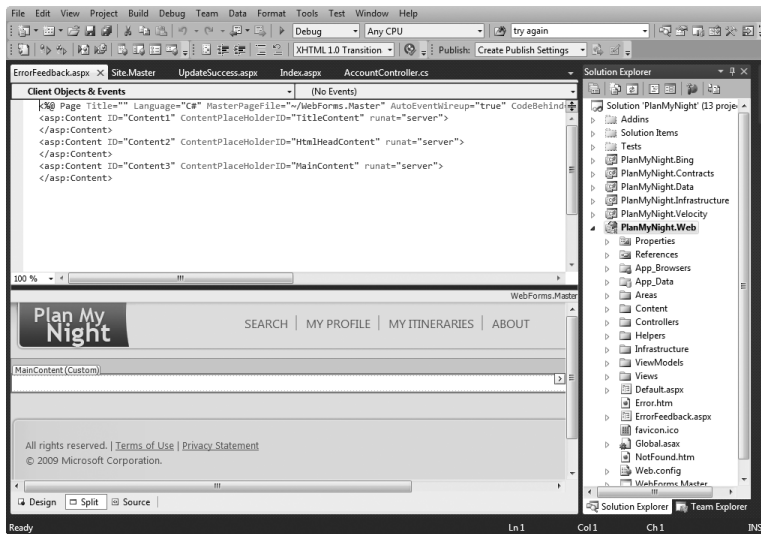 File Edit View Project Build Debug Team Data Format Tools Test Window Help
Debug Any CPU try again
XHTML 1.0 Transition Publish: Create Publish Settings
ErrorFeedback.aspx Site.Master UpdateSuccess.aspx Index.aspx AccountController.cs
Client Objects & Events (No Events)
<%@ Page Title="" Language="C#" MasterPageFile="~/WebForms.Master" AutoEventWireup="true" CodeBehind
<asp:Content ID="Content1" ContentPlaceHolderID="TitleContent" runat="server">
</asp:Content>
<asp:Content ID="Content2" ContentPlaceHolderID="HtmlHeadContent" runat="server">
</asp:Content>
<asp:Content ID="Content3" ContentPlaceHolderID="MainContent" runat="server">
</asp:Content>
100 %
WebForms.Master
Plan My
Night
SEARCH | MY PROFILE | MY ITINERARIES | ABOUT
MainContent (Custom)
All rights reserved. | Terms of Use | Privacy Statement
© 2009 Microsoft Corporation.
Design Split Source
Solution Explorer
Solution 'PlanMyNight' (13 proje
Addins
Solution Items
Tests
PlanMyNight.Bing
PlanMyNight.Contracts
PlanMyNight.Data
PlanMyNight.Infrastructure
PlanMyNight.Velocity
PlanMyNight.Web
Properties
References
App_Browsers
App_Data
Areas
Content
Controllers
Helpers
Infrastructure
ViewModels
Views
Default.aspx
Error.htm
ErrorFeedback.aspx
favicon.ico
Global.asax
NotFound.htm
Web.config
WebForms.Master
Solution Explorer Team Explorer
Ready Ln 1 Col 1 Ch 1 INS